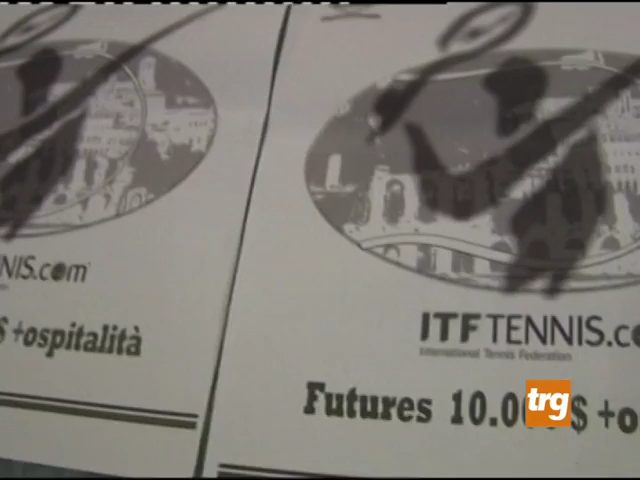 NIS.com
$ +ospitalità
ITFTENNIS.co
International Tennis Federation
Futures 10.0 $ +o
trg